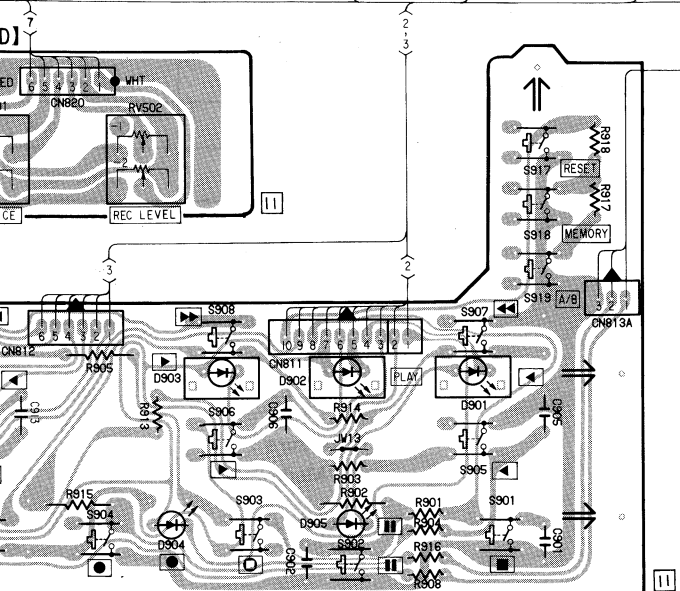 7
2
3
D]
ED
6 5 4 3 2 1
WHT
CN820
RV502
1
2
CE
REC LEVEL
11
R918
S917
RESET
R917
S918
MEMORY
S919
A/B
3 2 1
CN813A
3
2
S908
S907
6 5 4 3 2 1
10 9 8 7 6 5 4 3 2 1
CN812
CN811
R905
D903
D902
PLAY
D901
C913
R913
S906
C906
R914
C905
JW13
R903
S905
R915
S904
S903
R902
R901
S901
D904
D905
R904
S902
C902
R916
C901
R908
11